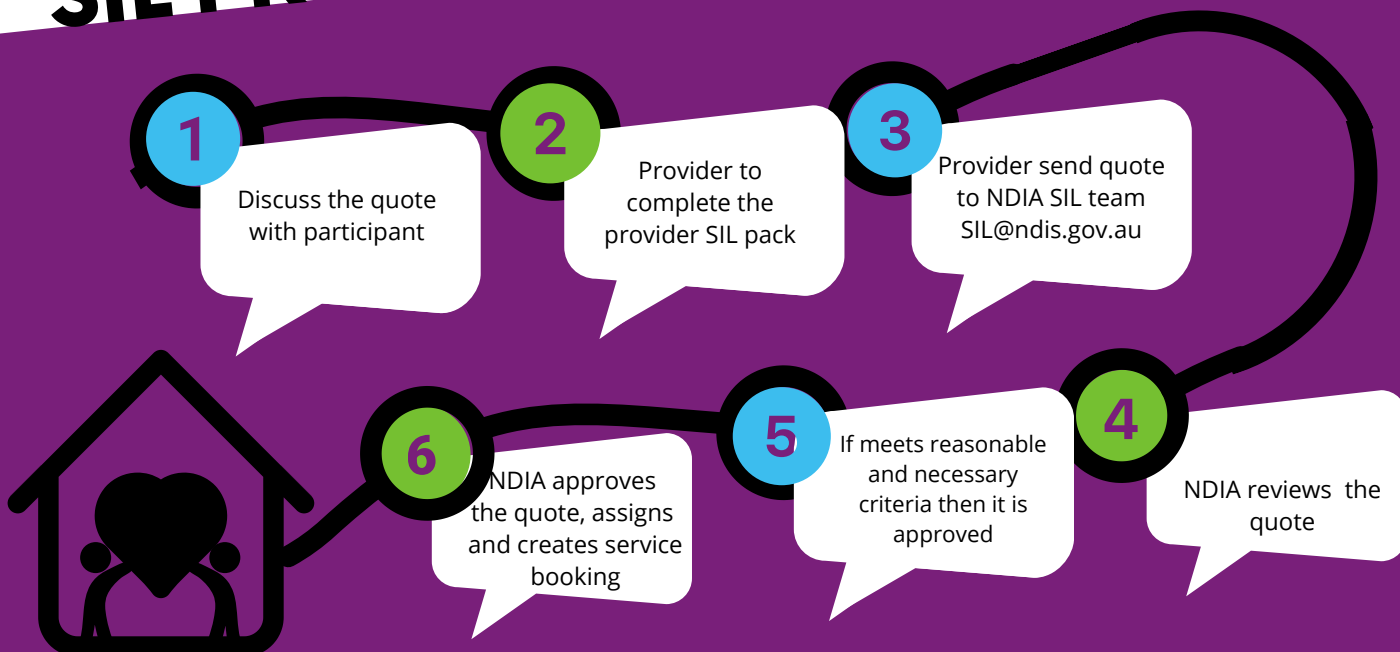 SIL
1
Discuss the quote
with participant
2
Provider to
complete the
provider SIL pack
3
Provider send quote
to NDIA SIL team
SIL@ndis.gov.au
4
NDIA reviews the
quote
5
If meets reasonable
and necessary
criteria then it is
approved
6
NDIA approves
the quote, assigns
and creates service
booking